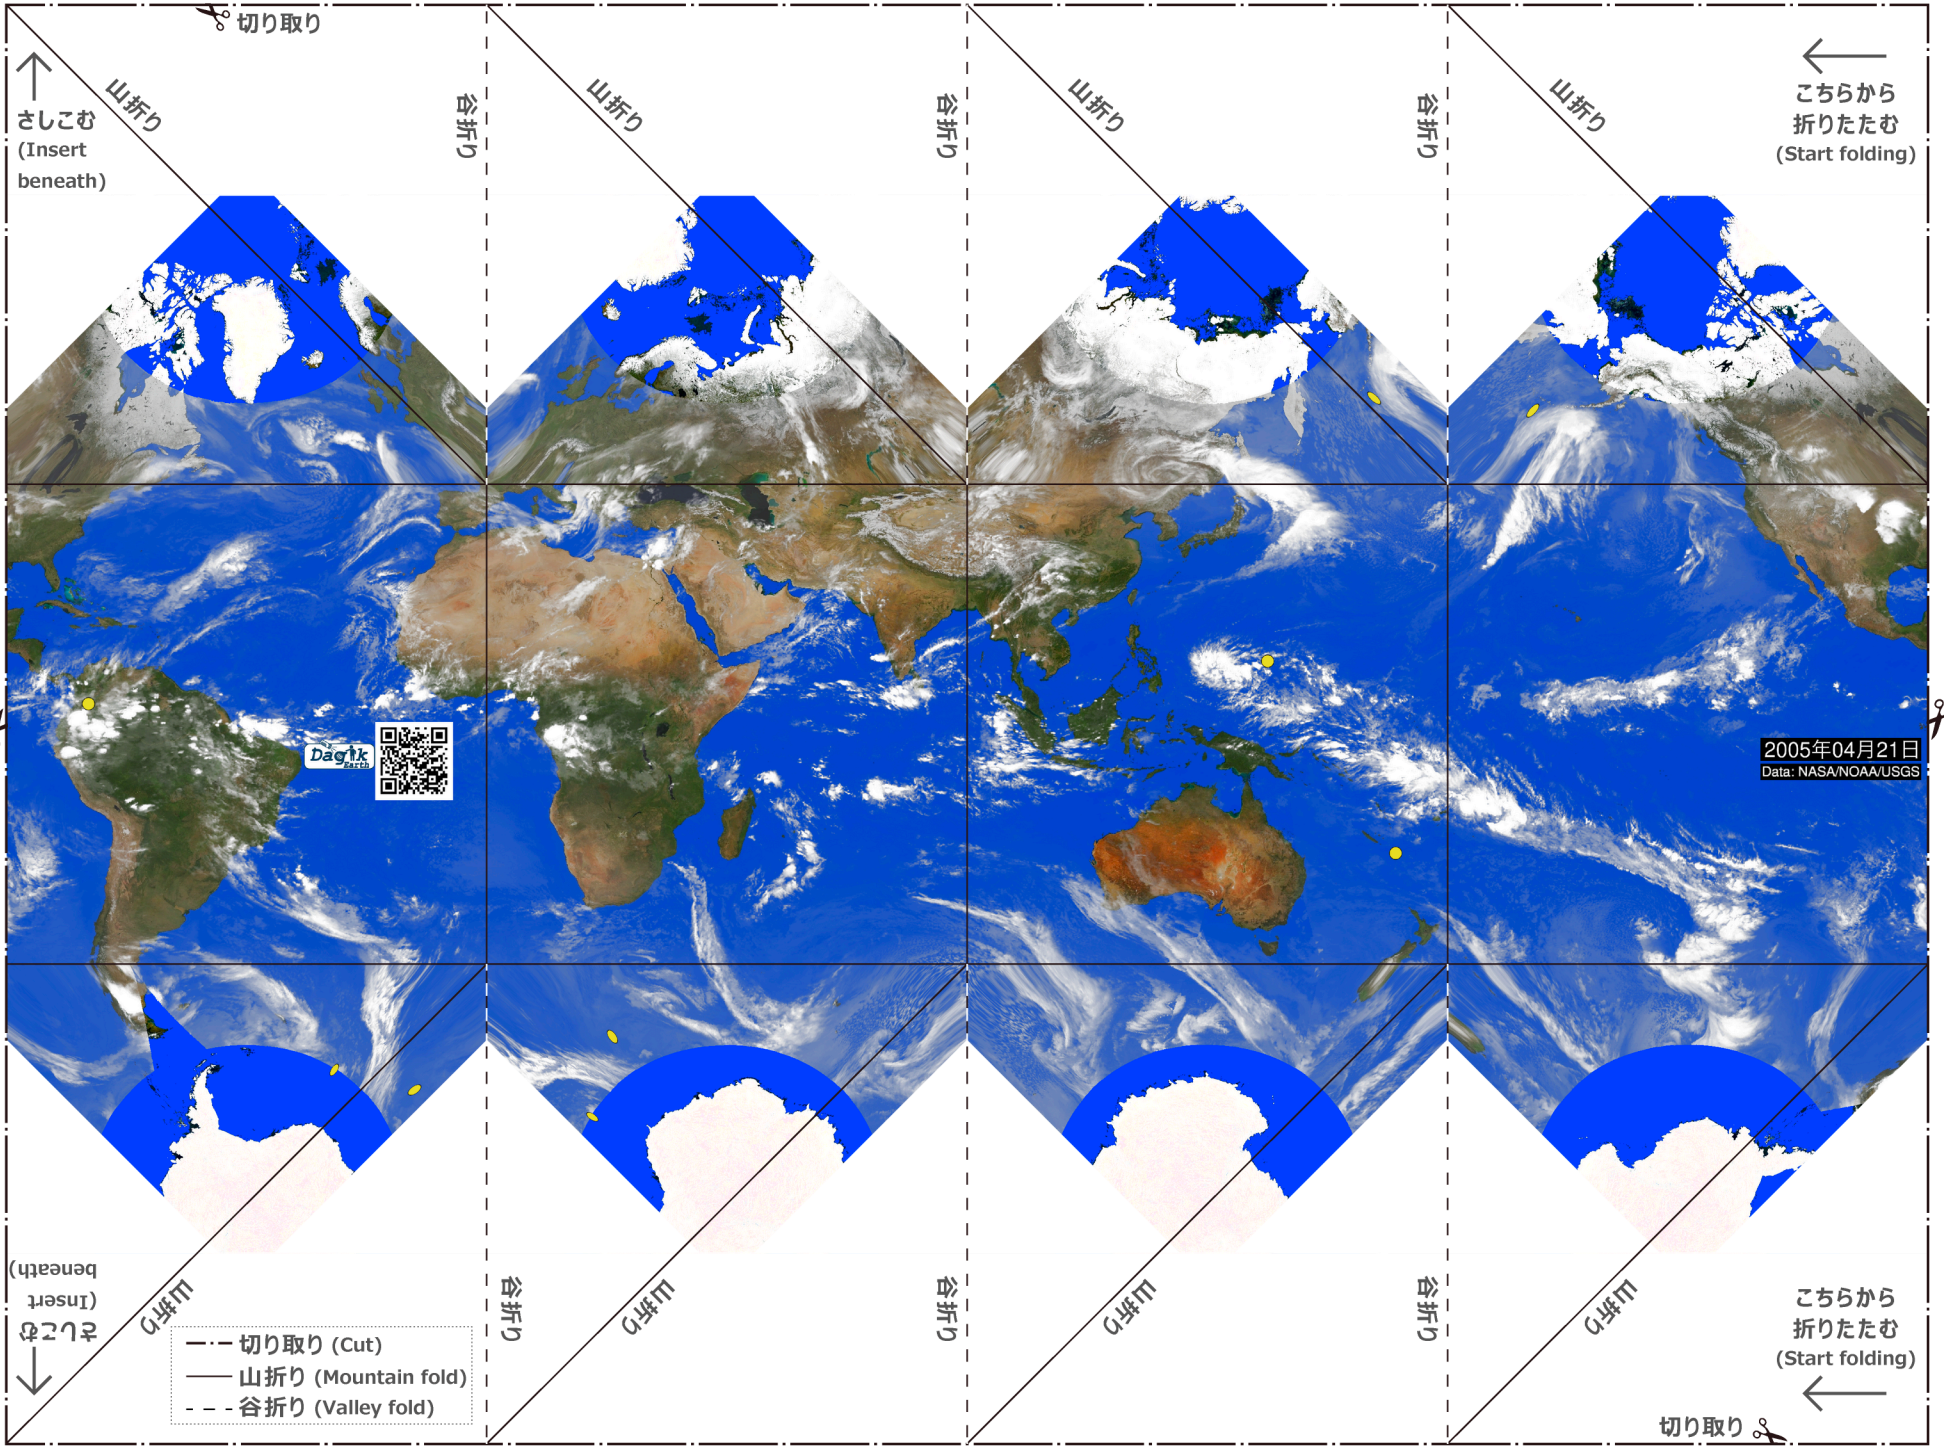 切り取り
山折り
谷折り
山折り
谷折り
山折り
谷折り
山折り
こちらから
折りたたむ
(Start folding)
さしこむ
(Insert
beneath)
Dagik
Earth
2005年04月21日
Data: NASA/NOAA/USGS
さしこむ
(Insert
beneath)
山折り
谷折り
山折り
谷折り
山折り
谷折り
山折り
こちらから
折りたたむ
(Start folding)
切り取り (Cut)
山折り (Mountain fold)
谷折り (Valley fold)
切り取り